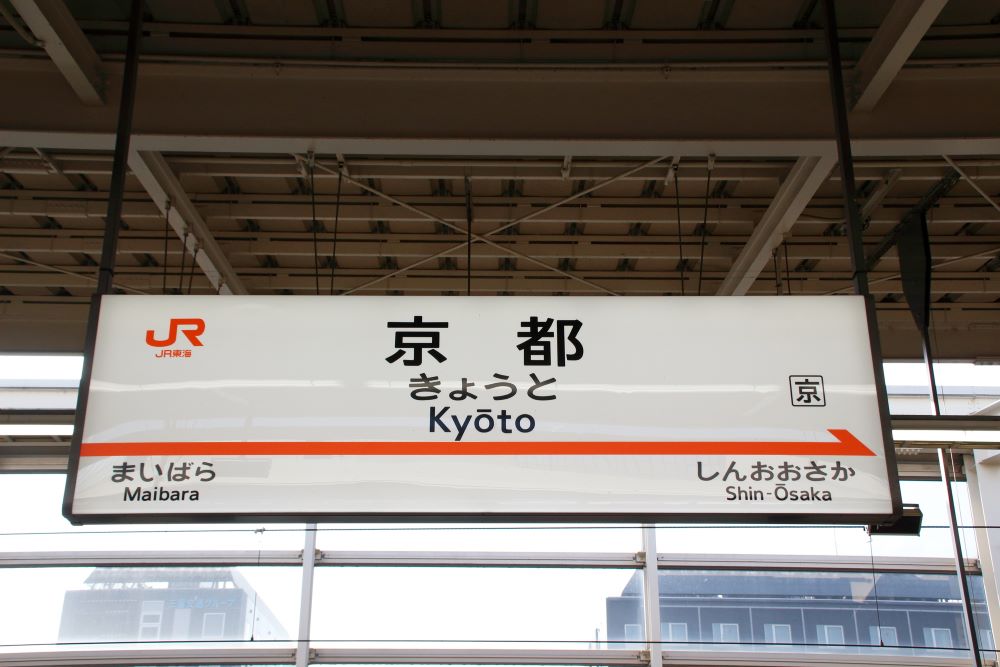 JR
JR東海
京都
きょうと
Kyōto
京
まいばら
Maibara
しんおおさか
Shin-Ōsaka